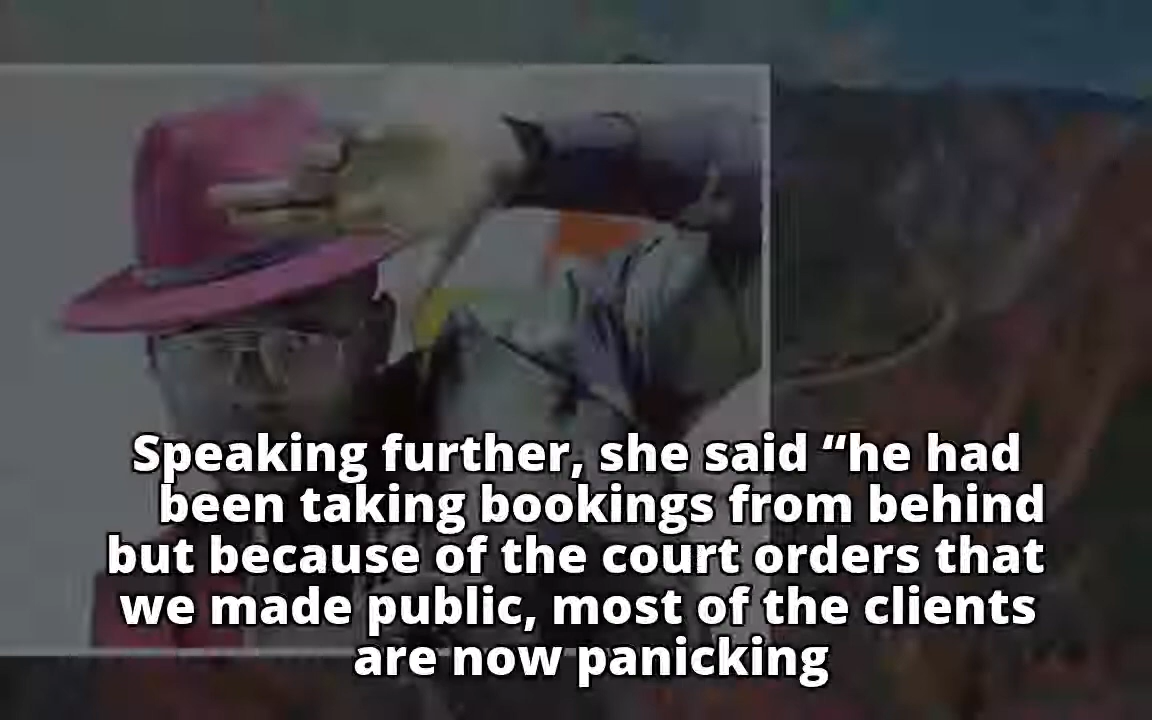 Speaking further, she said “he had
been taking bookings from behind
but because of the court orders that
we made public, most of the clients
are now panicking